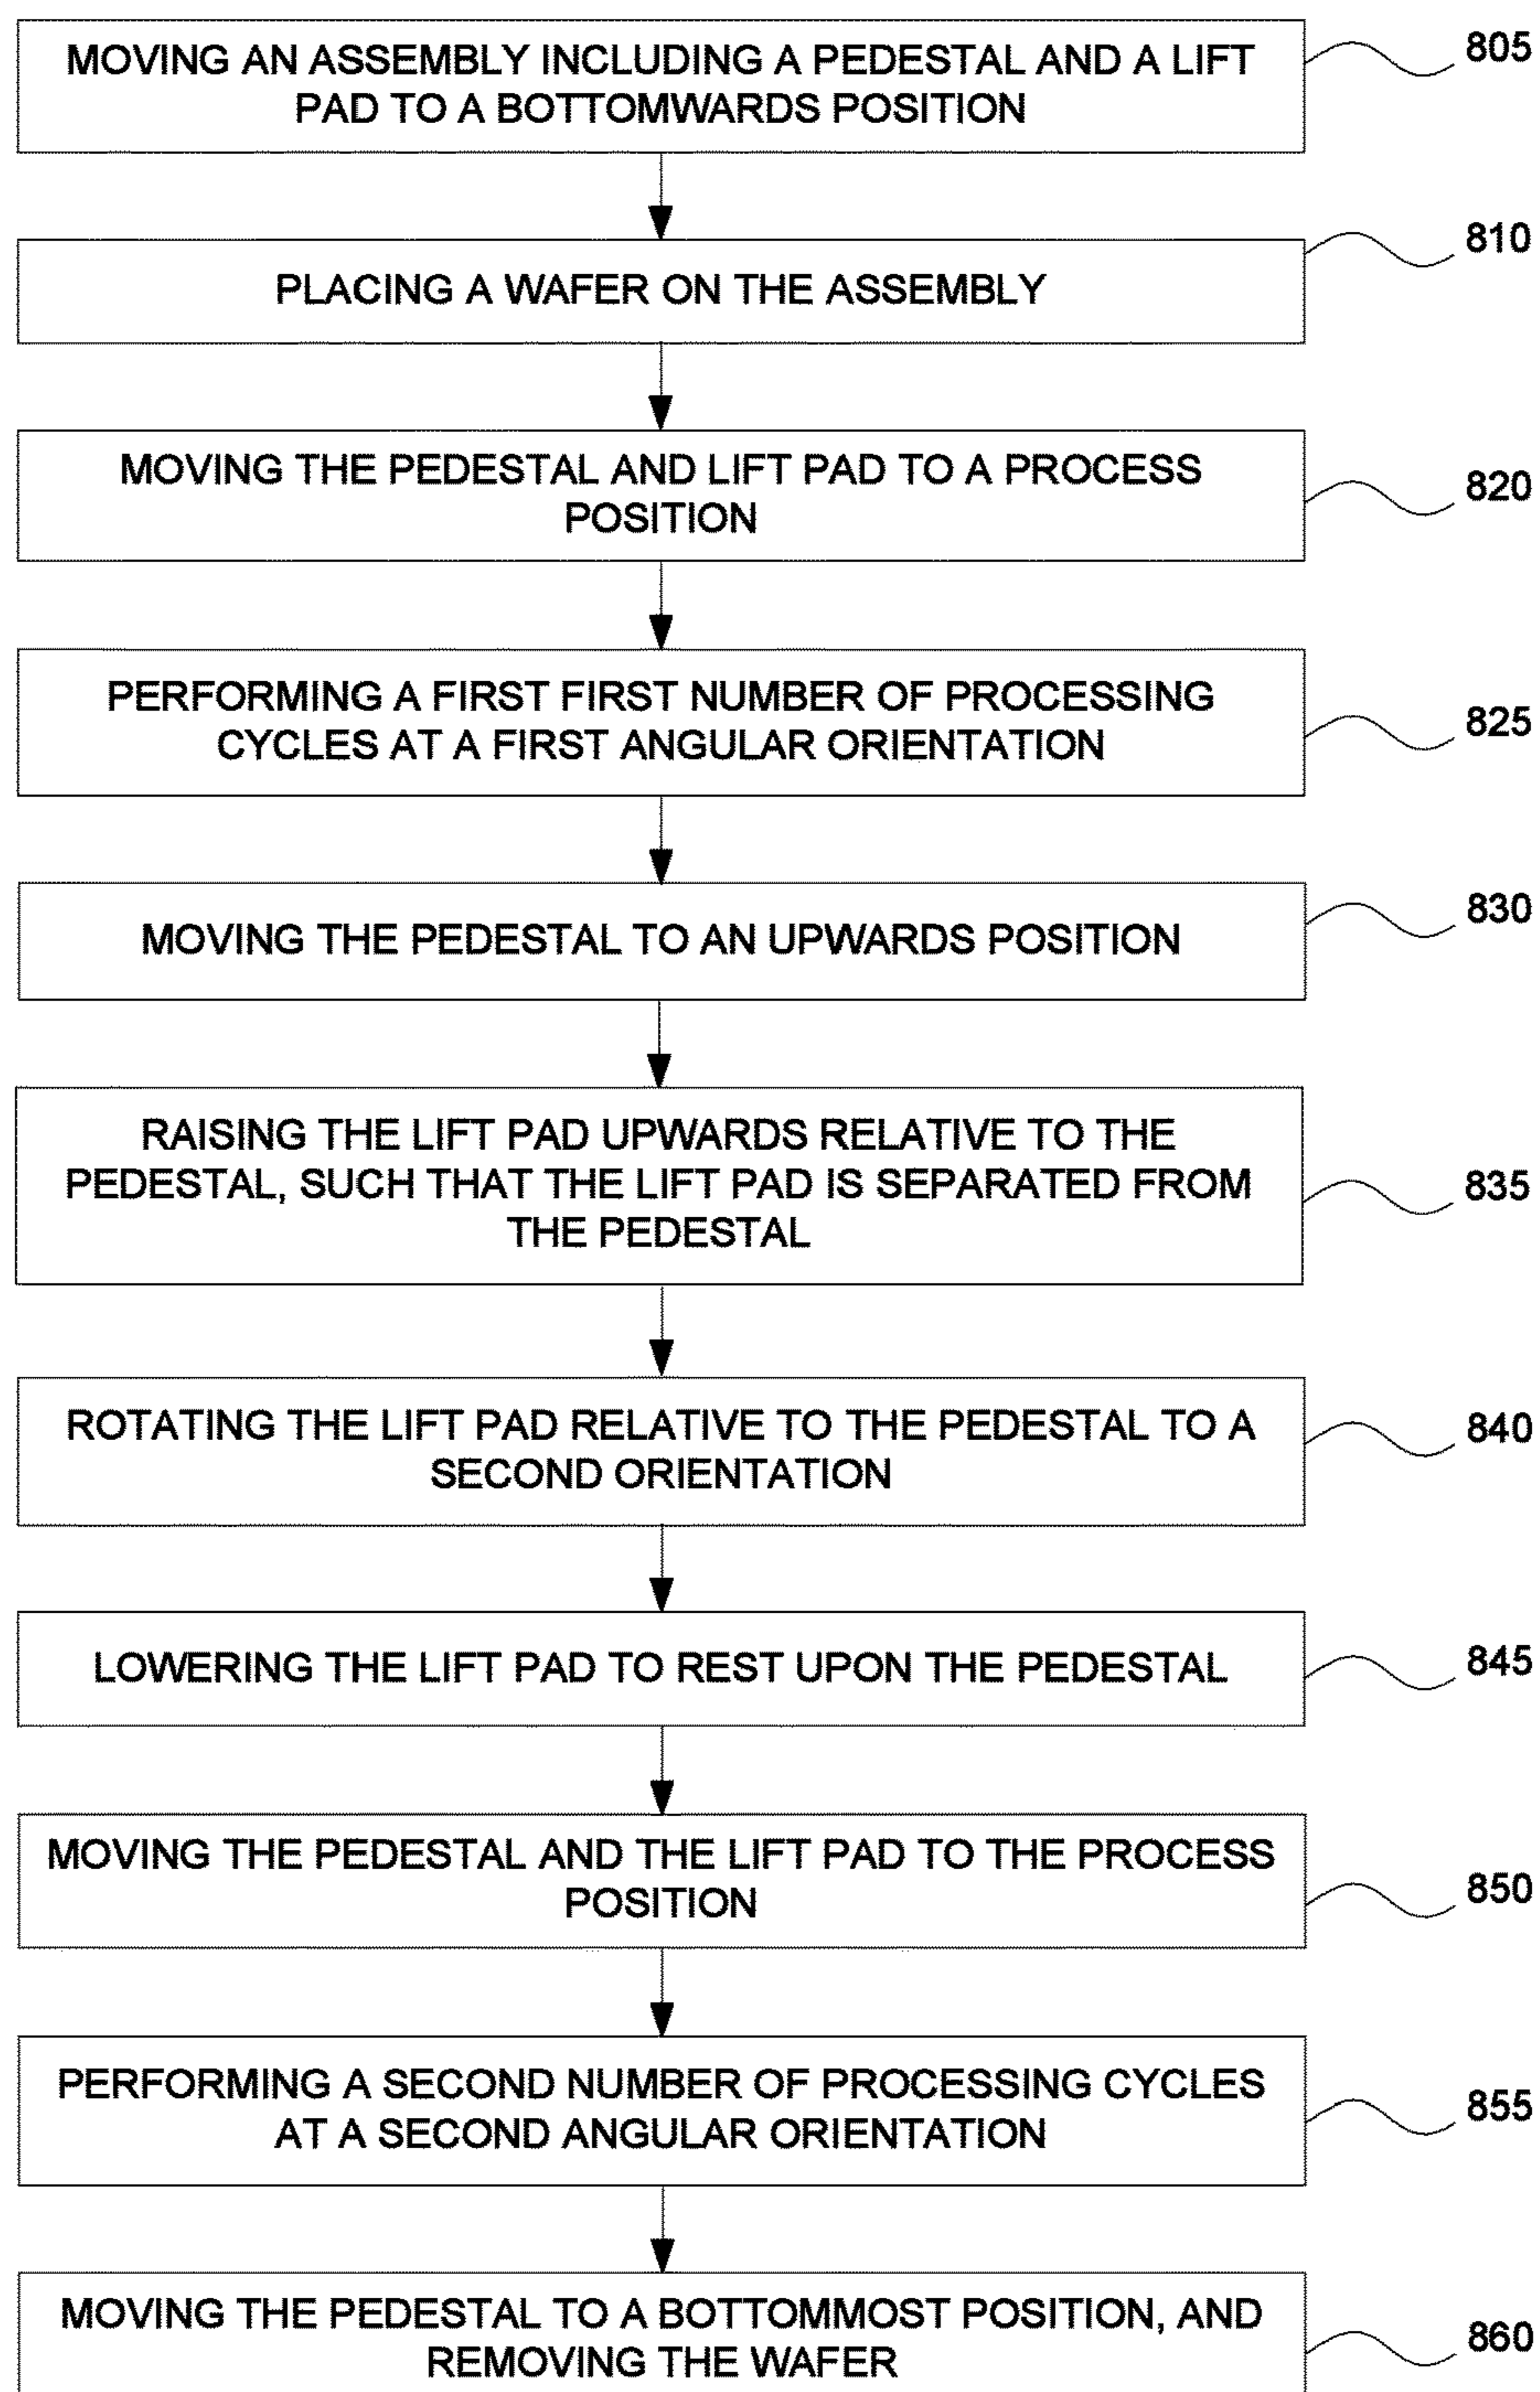 MOVING AN ASSEMBLY INCLUDING A PEDESTAL AND A LIFT
PAD TO A BOTTOMWARDS POSITION
805
PLACING A WAFER ON THE ASSEMBLY
810
MOVING THE PEDESTAL AND LIFT PAD TO A PROCESS
POSITION
820
PERFORMING A FIRST FIRST NUMBER OF PROCESSING
CYCLES AT A FIRST ANGULAR ORIENTATION
825
MOVING THE PEDESTAL TO AN UPWARDS POSITION
830
RAISING THE LIFT PAD UPWARDS RELATIVE TO THE
PEDESTAL, SUCH THAT THE LIFT PAD IS SEPARATED FROM
THE PEDESTAL
835
ROTATING THE LIFT PAD RELATIVE TO THE PEDESTAL TO A
SECOND ORIENTATION
840
LOWERING THE LIFT PAD TO REST UPON THE PEDESTAL
845
MOVING THE PEDESTAL AND THE LIFT PAD TO THE PROCESS
POSITION
850
PERFORMING A SECOND NUMBER OF PROCESSING CYCLES
AT A SECOND ANGULAR ORIENTATION
855
MOVING THE PEDESTAL TO A BOTTOMMOST POSITION, AND
REMOVING THE WAFER
860